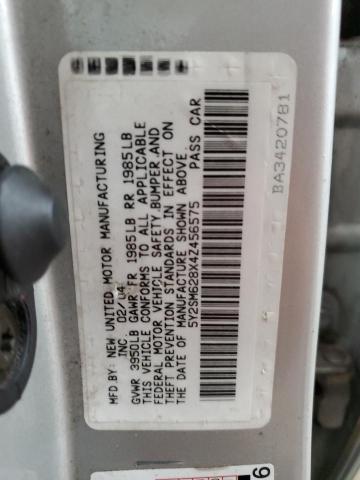 MFD.BY: NEW UNITED MOTOR MANUFACTURING
INC. 02/04
GVWR 3950LB GAWR FR 1985LB RR 1985LB
THIS VEHICLE CONFORMS TO ALL APPLICABLE
FEDERAL MOTOR VEHICLE SAFETY BUMPER,AND
THEFT PREVENTION STANDARDS IN EFFECT ON
THE DATE OF MANUFACTURE SHOWN ABOVE
5Y2SM628X4Z456575 PASS CAR
BA3420781